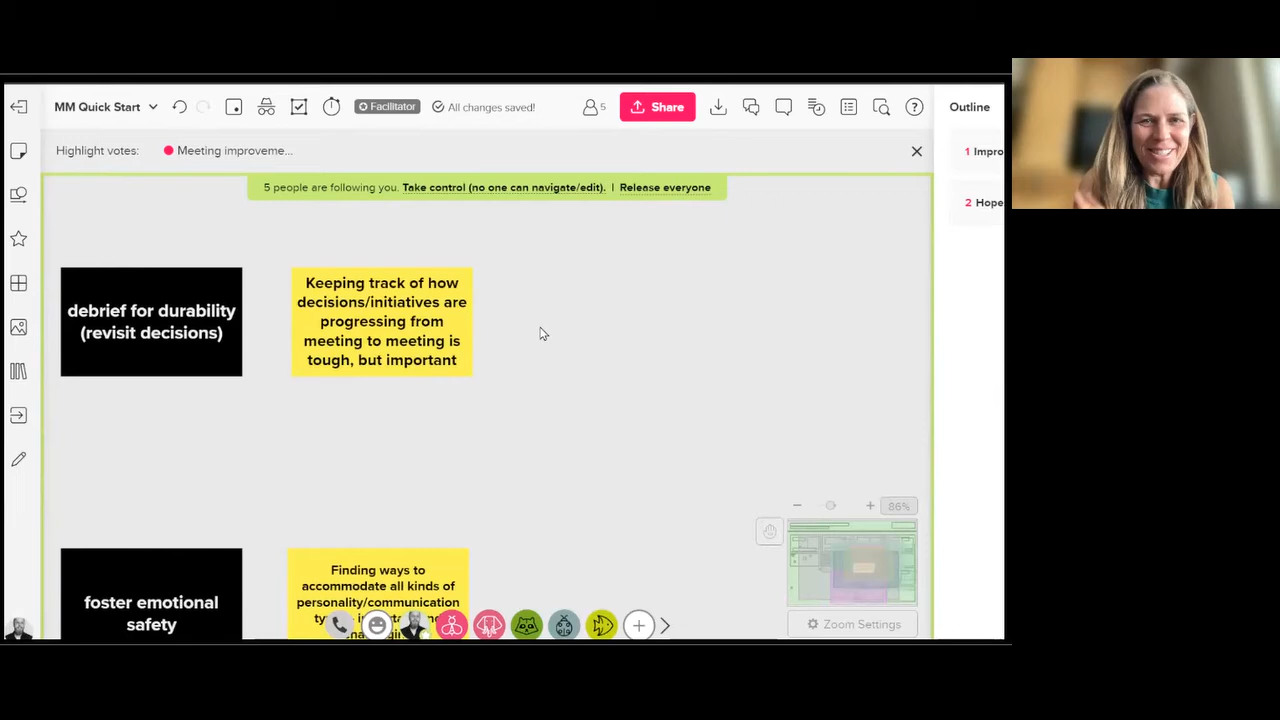 MM Quick Start
Facilitator
All changes saved!
5
Share
Outline
Highlight votes:
Meeting improveme...
1 Impro
5 people are following you. Take control (no one can navigate/edit). | Release everyone
2 Hope
debrief for durability
(revisit decisions)
Keeping track of how
decisions/initiatives are
progressing from
meeting to meeting is
tough, but important
86%
foster emotional
safety
Finding ways to
accommodate all kinds of
personality/communication
Zoom Settings